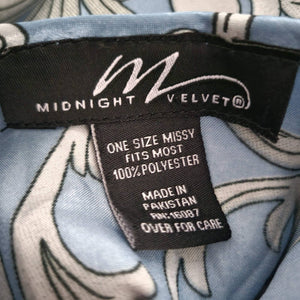 m
MIDNIGHT VELVET®
ONE SIZE MISSY
FITS MOST
100% POLYESTER
MADE IN
PAKISTAN
RN: 16087
OVER FOR CARE